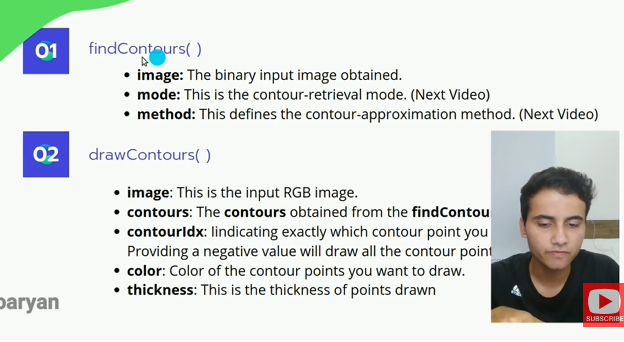 01
findContours( )
• image: The binary input image obtained.
• mode: This is the contour-retrieval mode. (Next Video)
• method: This defines the contour-approximation method. (Next Video)
02
drawContours( )
• image: This is the input RGB image.
• contours: The contours obtained from the findContou
• contourIdx: Iindicating exactly which contour point you
Providing a negative value will draw all the contour point
• color: Color of the contour points you want to draw.
• thickness: This is the thickness of points drawn
paryan
SUBSCRIBE